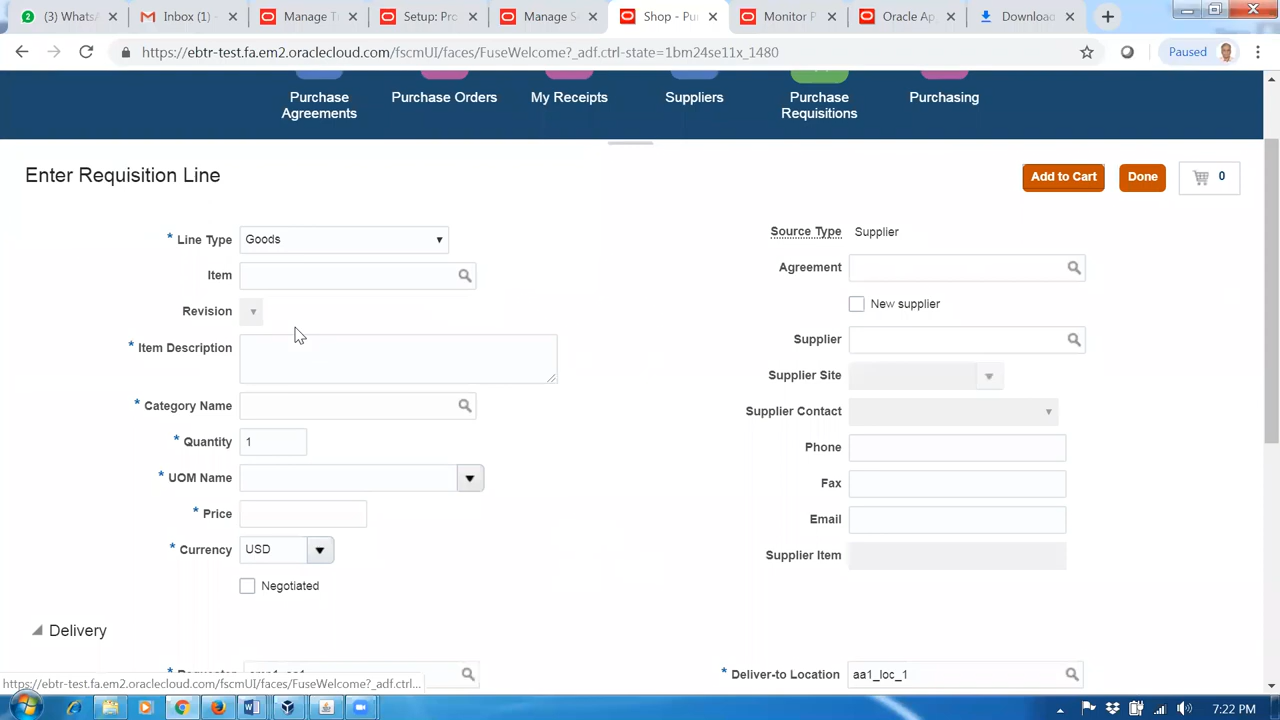 (3) WhatsA
Inbox (1) -
Manage T
Setup: Pro
Manage S
Shop - Pu
Monitor P
Oracle Ap
Download
https://ebtr-test.fa.em2.oraclecloud.com/fscmUI/faces/FuseWelcome?_adf.ctrl-state=1bm24se11x_1480
Paused
Purchase Agreements
Purchase Orders
My Receipts
Suppliers
Purchase Requisitions
Purchasing
Enter Requisition Line
Add to Cart
Done
0
* Line Type Goods
Item
Revision
* Item Description
* Category Name
* Quantity 1
* UOM Name
* Price
* Currency USD
Negotiated
Source Type Supplier
Agreement
New supplier
Supplier
Supplier Site
Supplier Contact
Phone
Fax
Email
Supplier Item
Delivery
* Deliver-to Location aa1_loc_1
https://ebtr-test.fa.em2.oraclecloud.com/fscmUI/faces/FuseWelcome?_adf.ctrl...
7:22 PM